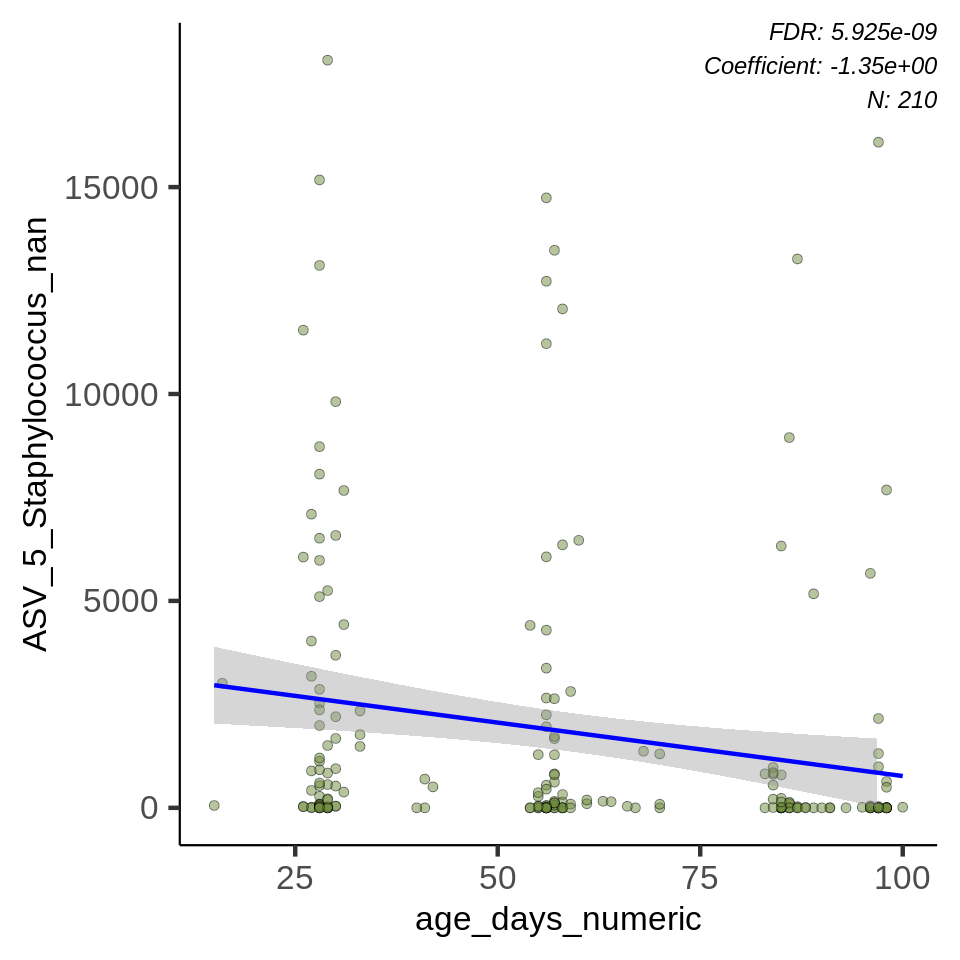 FDR: 5.925e-09
Coefficient: -1.35e+00
N: 210
ASV_5_Staphylococcus_nan
15000
10000
5000
0
25 50 75 100
age_days_numeric